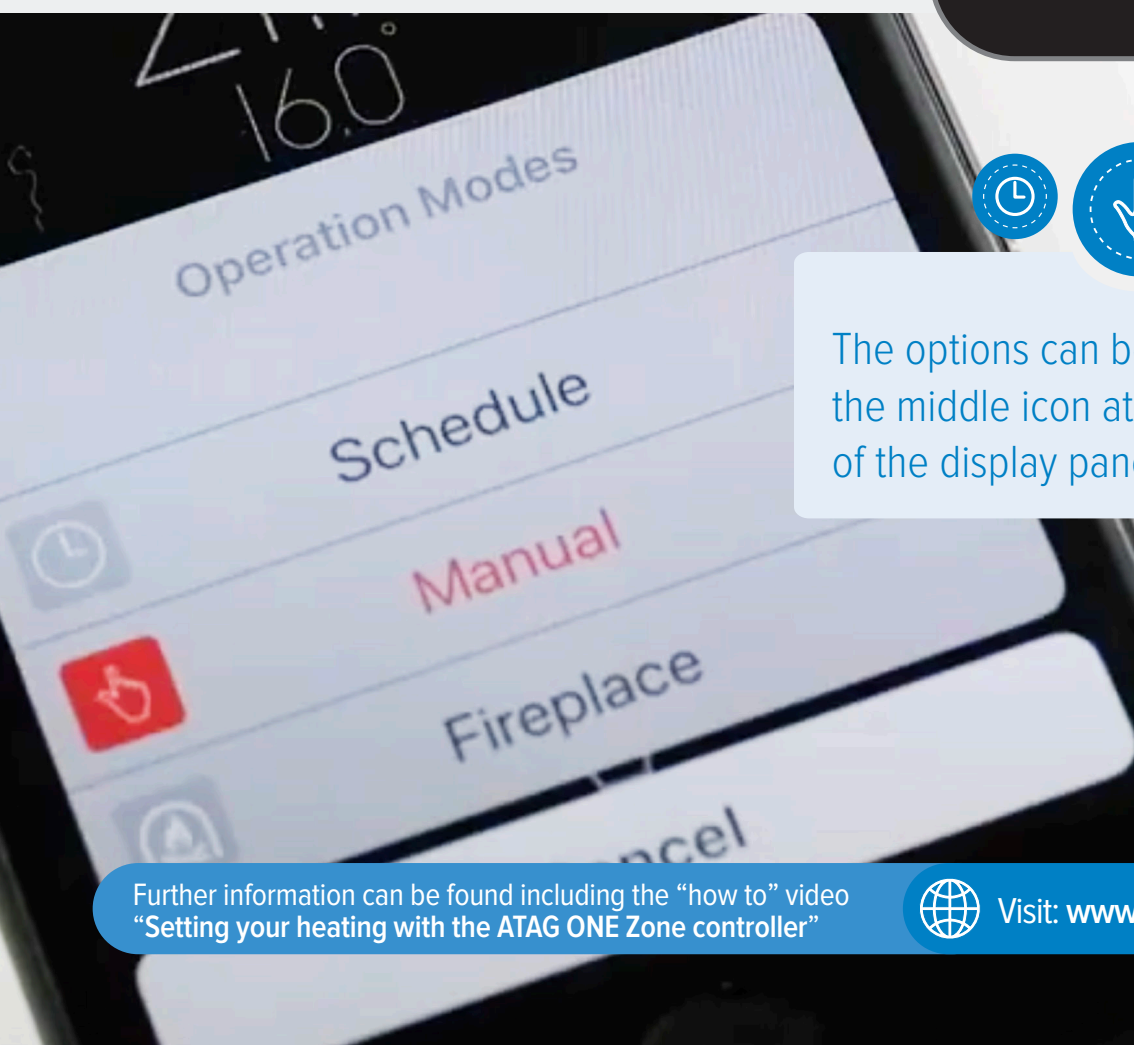 16.0°
Operation Modes
Schedule
Manual
Fireplace
The options can b
the middle icon at
of the display pan
Further information can be found including the “how to” video
“Setting your heating with the ATAG ONE Zone controller”
Visit: www